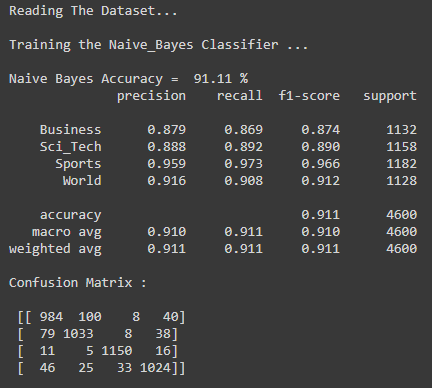 Reading The Dataset...
Training the Naive_Bayes Classifier ...
Naive Bayes Accuracy =  91.11 %
              precision    recall  f1-score   support
    Business      0.879     0.869     0.874      1132
    Sci_Tech      0.888     0.892     0.890      1158
      Sports      0.959     0.973     0.966      1182
       World      0.916     0.908     0.912      1128
    accuracy                          0.911      4600
   macro avg      0.910     0.911     0.910      4600
weighted avg      0.911     0.911     0.911      4600
Confusion Matrix :
 [[ 984  100    8   40]
 [  79 1033    8   38]
 [  11    5 1150   16]
 [  46   25   33 1024]]